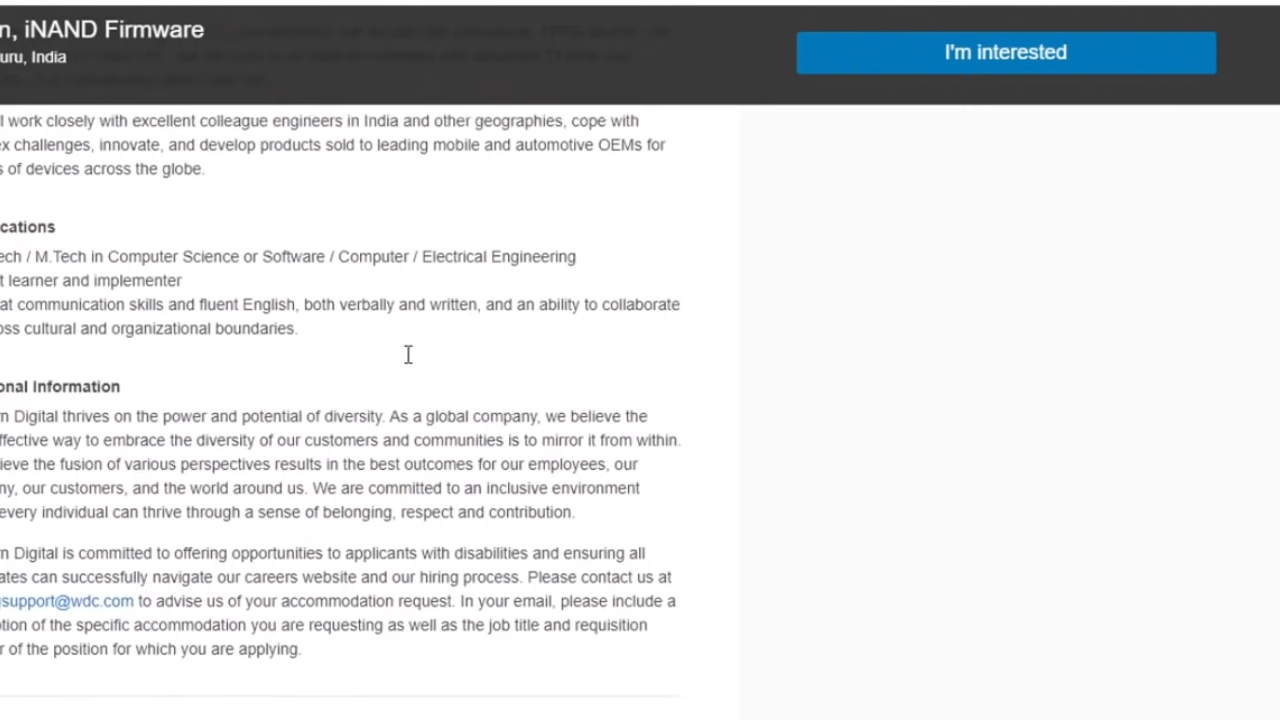 n, iNAND Firmware
uru, India
I'm interested
l work closely with excellent colleague engineers in India and other geographies, cope with
ex challenges, innovate, and develop products sold to leading mobile and automotive OEMs for
s of devices across the globe.
cations
ech / M.Tech in Computer Science or Software / Computer / Electrical Engineering
t learner and implementer
at communication skills and fluent English, both verbally and written, and an ability to collaborate
oss cultural and organizational boundaries.
onal Information
n Digital thrives on the power and potential of diversity. As a global company, we believe the
ffective way to embrace the diversity of our customers and communities is to mirror it from within.
ieve the fusion of various perspectives results in the best outcomes for our employees, our
ny, our customers, and the world around us. We are committed to an inclusive environment
every individual can thrive through a sense of belonging, respect and contribution.
n Digital is committed to offering opportunities to applicants with disabilities and ensuring all
ates can successfully navigate our careers website and our hiring process. Please contact us at
gsupport@wdc.com to advise us of your accommodation request. In your email, please include a
tion of the specific accommodation you are requesting as well as the job title and requisition
r of the position for which you are applying.